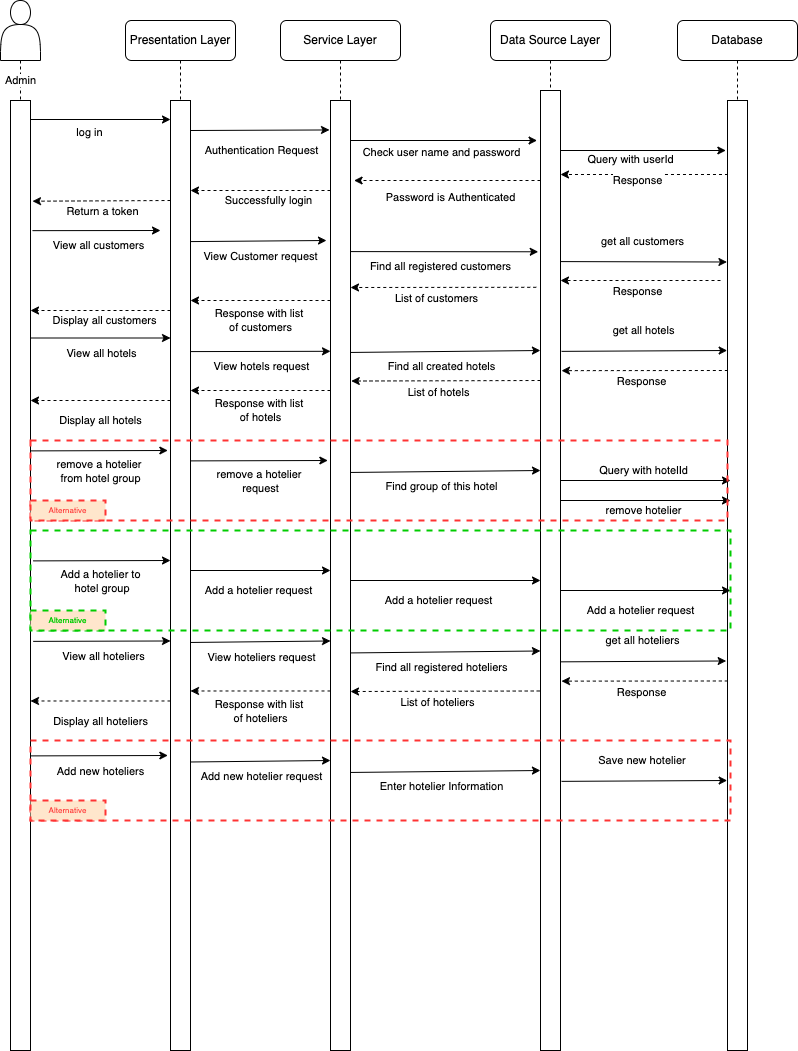 Presentation Layer
Service Layer
Data Source Layer
Database
Admin
log in
Authentication Request
Check user name and password
Query with userId
Response
Password is Authenticated
Successfully login
Return a token
View all customers
View Customer request
Find all registered customers
get all customers
Response
List of customers
Response with list
of customers
Display all customers
View all hotels
View hotels request
Find all created hotels
get all hotels
Response
List of hotels
Response with list
of hotels
Display all hotels
remove a hotelier
from hotel group
remove a hotelier
request
Find group of this hotel
Query with hotelId
remove hotelier
Alternative
Add a hotelier to
hotel group
Add a hotelier request
Add a hotelier request
Add a hotelier request
Alternative
View all hoteliers
View hoteliers request
Find all registered hoteliers
get all hoteliers
Response
List of hoteliers
Response with list
of hoteliers
Display all hoteliers
Add new hoteliers
Add new hotelier request
Enter hotelier Information
Save new hotelier
Alternative